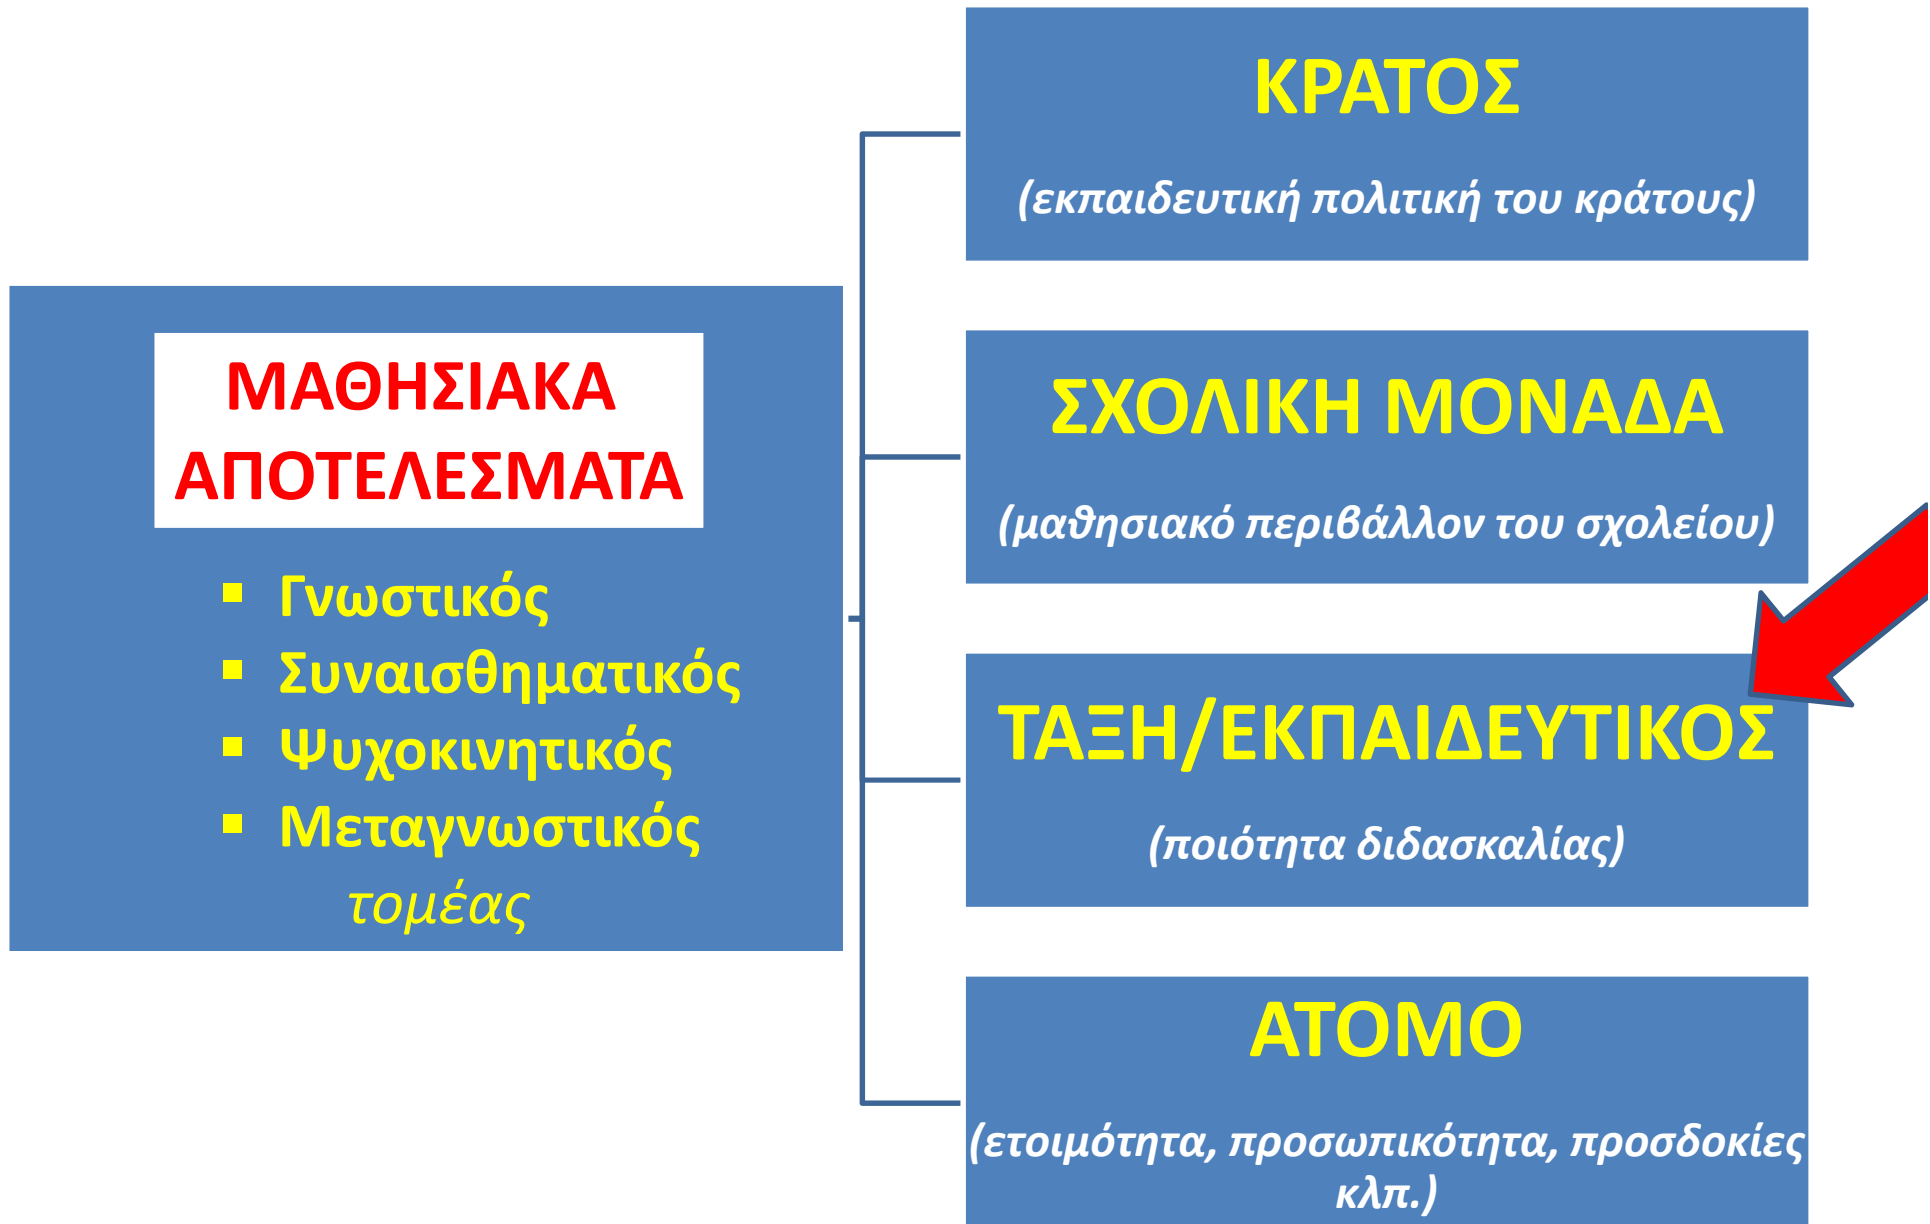 ΜΑΘΗΣΙΑΚΑ
ΑΠΟΤΕΛΕΣΜΑΤΑ
▪ Γνωστικός
▪ Συναισθηματικός
▪ Ψυχοκινητικός
▪ Μεταγνωστικός
τομέας
ΚΡΑΤΟΣ
(εκπαιδευτική πολιτική του κράτους)
ΣΧΟΛΙΚΗ ΜΟΝΑΔΑ
(μαθησιακό περιβάλλον του σχολείου)
ΤΑΞΗ/ΕΚΠΑΙΔΕΥΤΙΚΟΣ
(ποιότητα διδασκαλίας)
ΑΤΟΜΟ
(ετοιμότητα, προσωπικότητα, προσδοκίες
κλπ.)